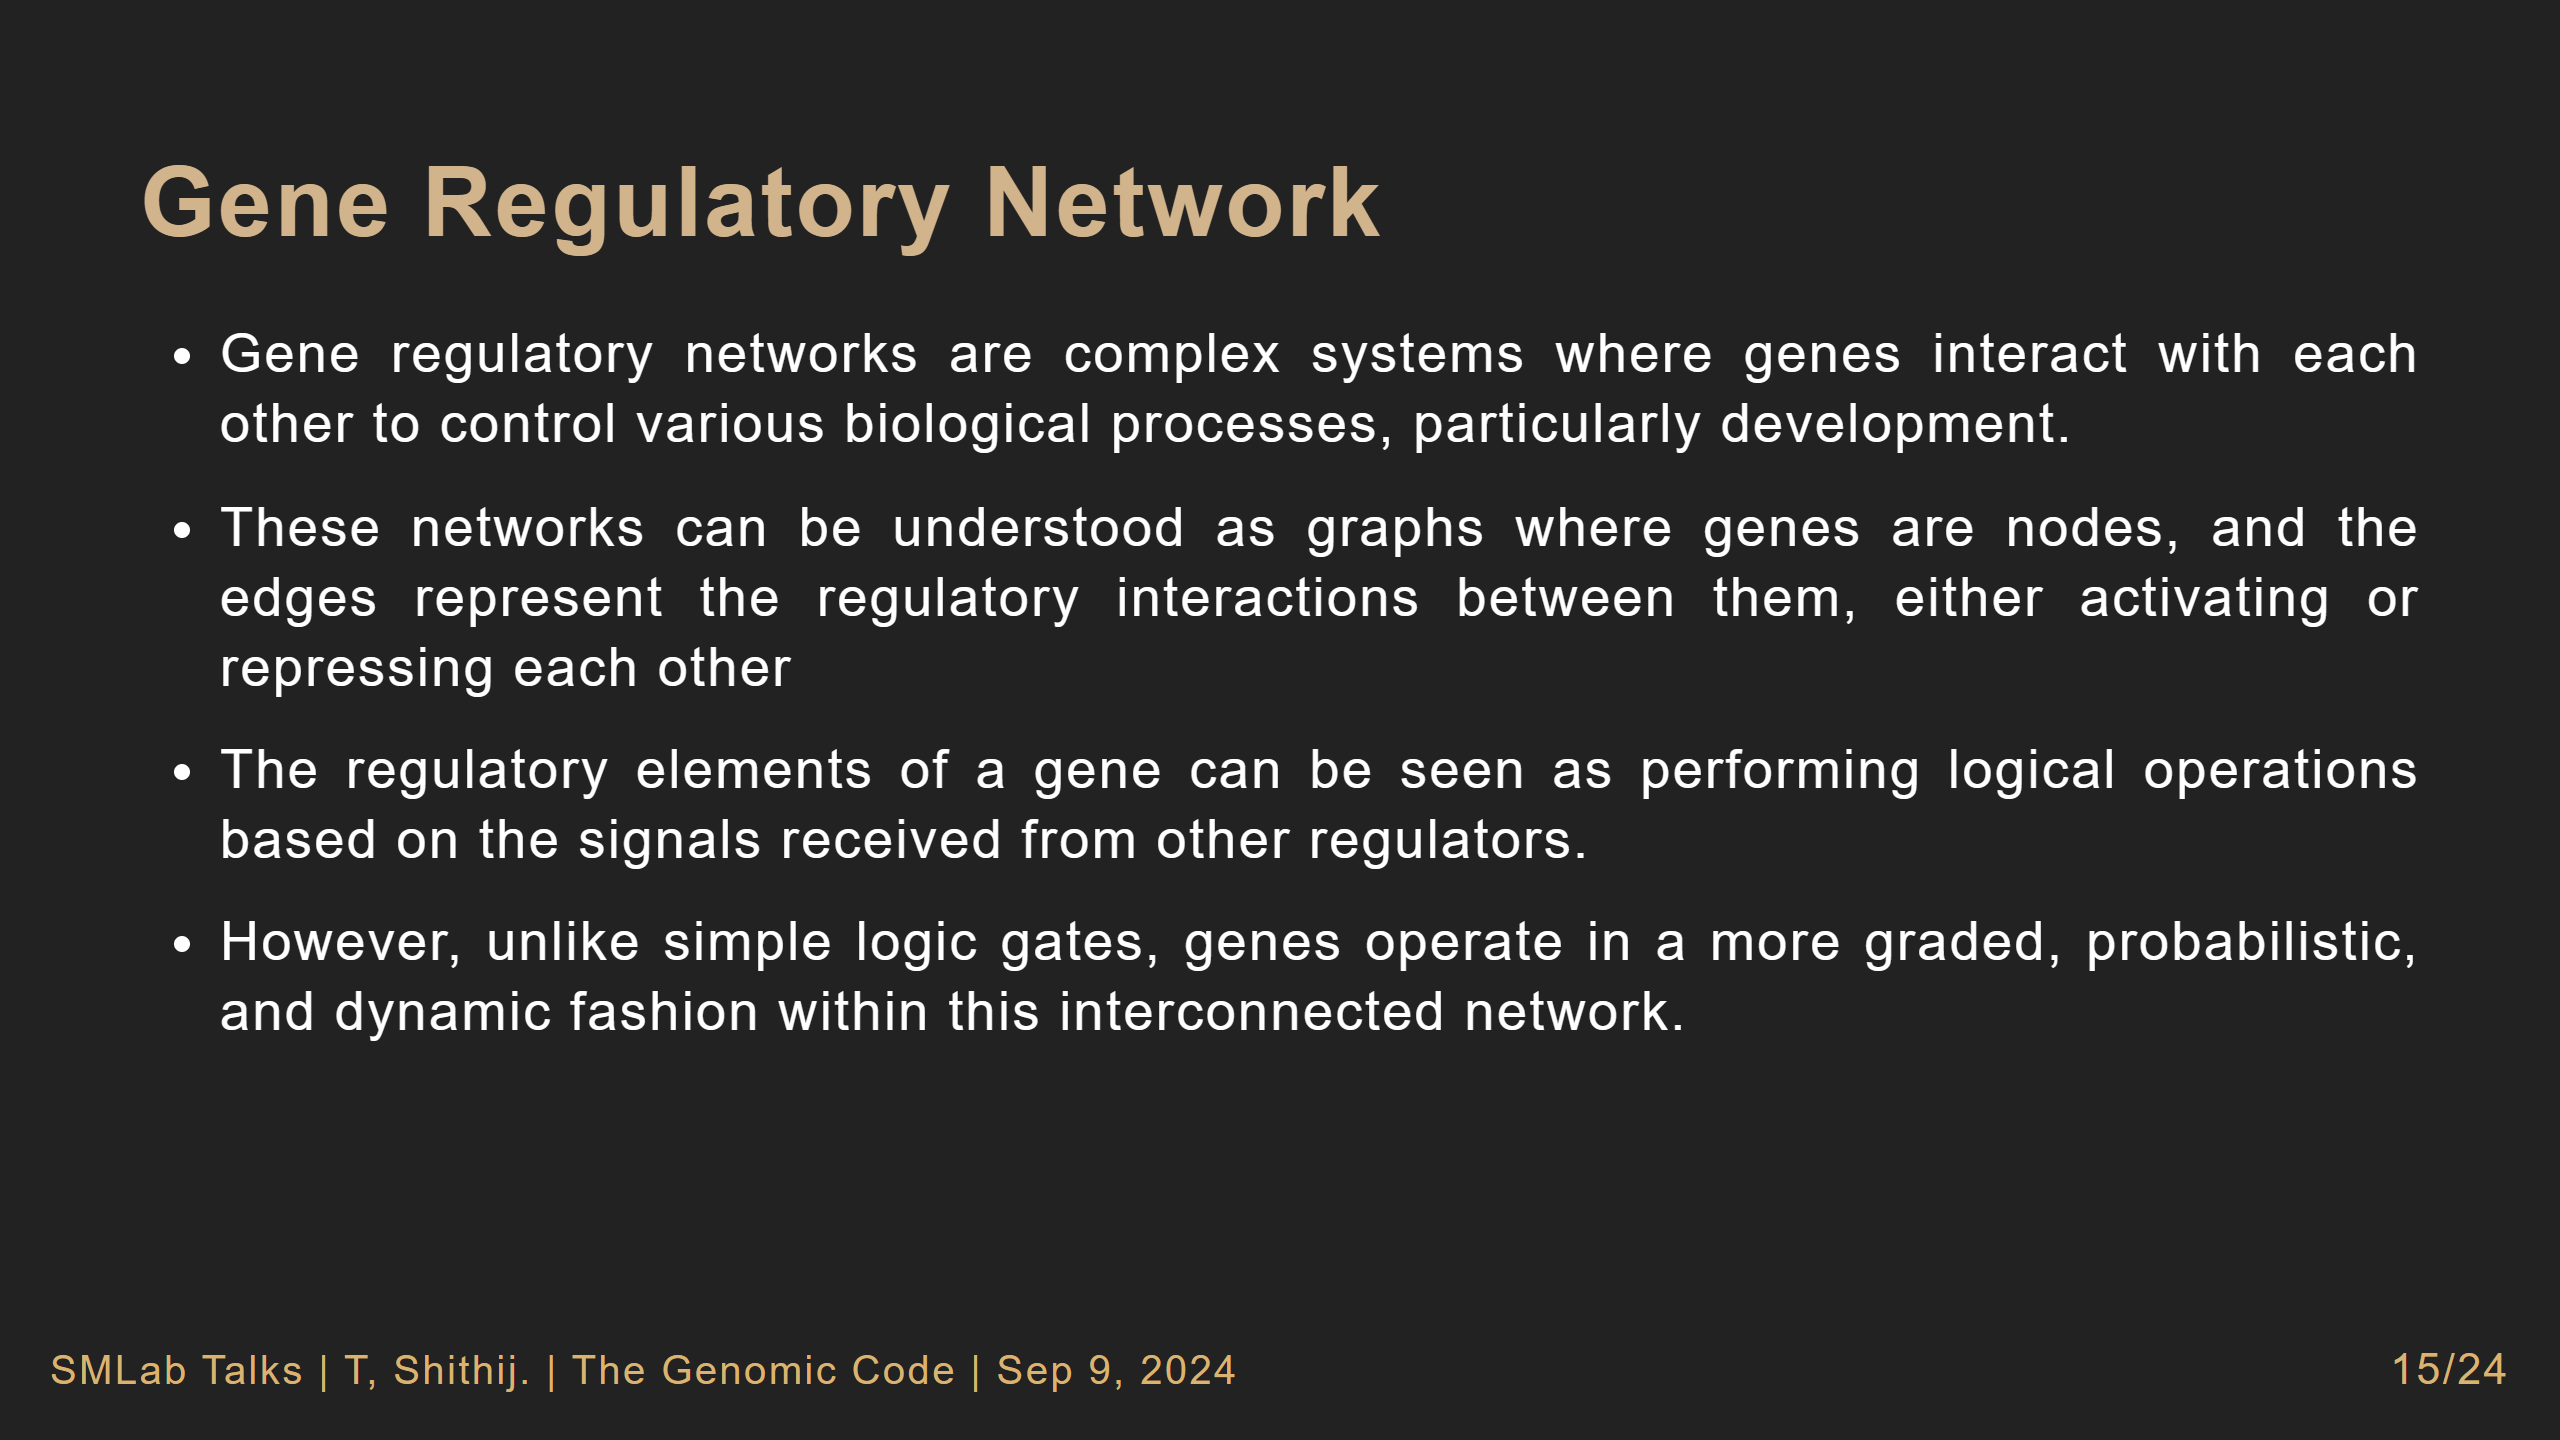 Gene Regulatory Network
• Gene regulatory networks are complex systems where genes interact with each
other to control various biological processes, particularly development.
• These networks can be understood as graphs where genes are nodes, and the
edges represent the regulatory interactions between them, either activating or
repressing each other
• The regulatory elements of a gene can be seen as performing logical operations
based on the signals received from other regulators.
• However, unlike simple logic gates, genes operate in a more graded, probabilistic,
and dynamic fashion within this interconnected network.
SMLab Talks | T, Shithij. | The Genomic Code | Sep 9, 2024
15/24